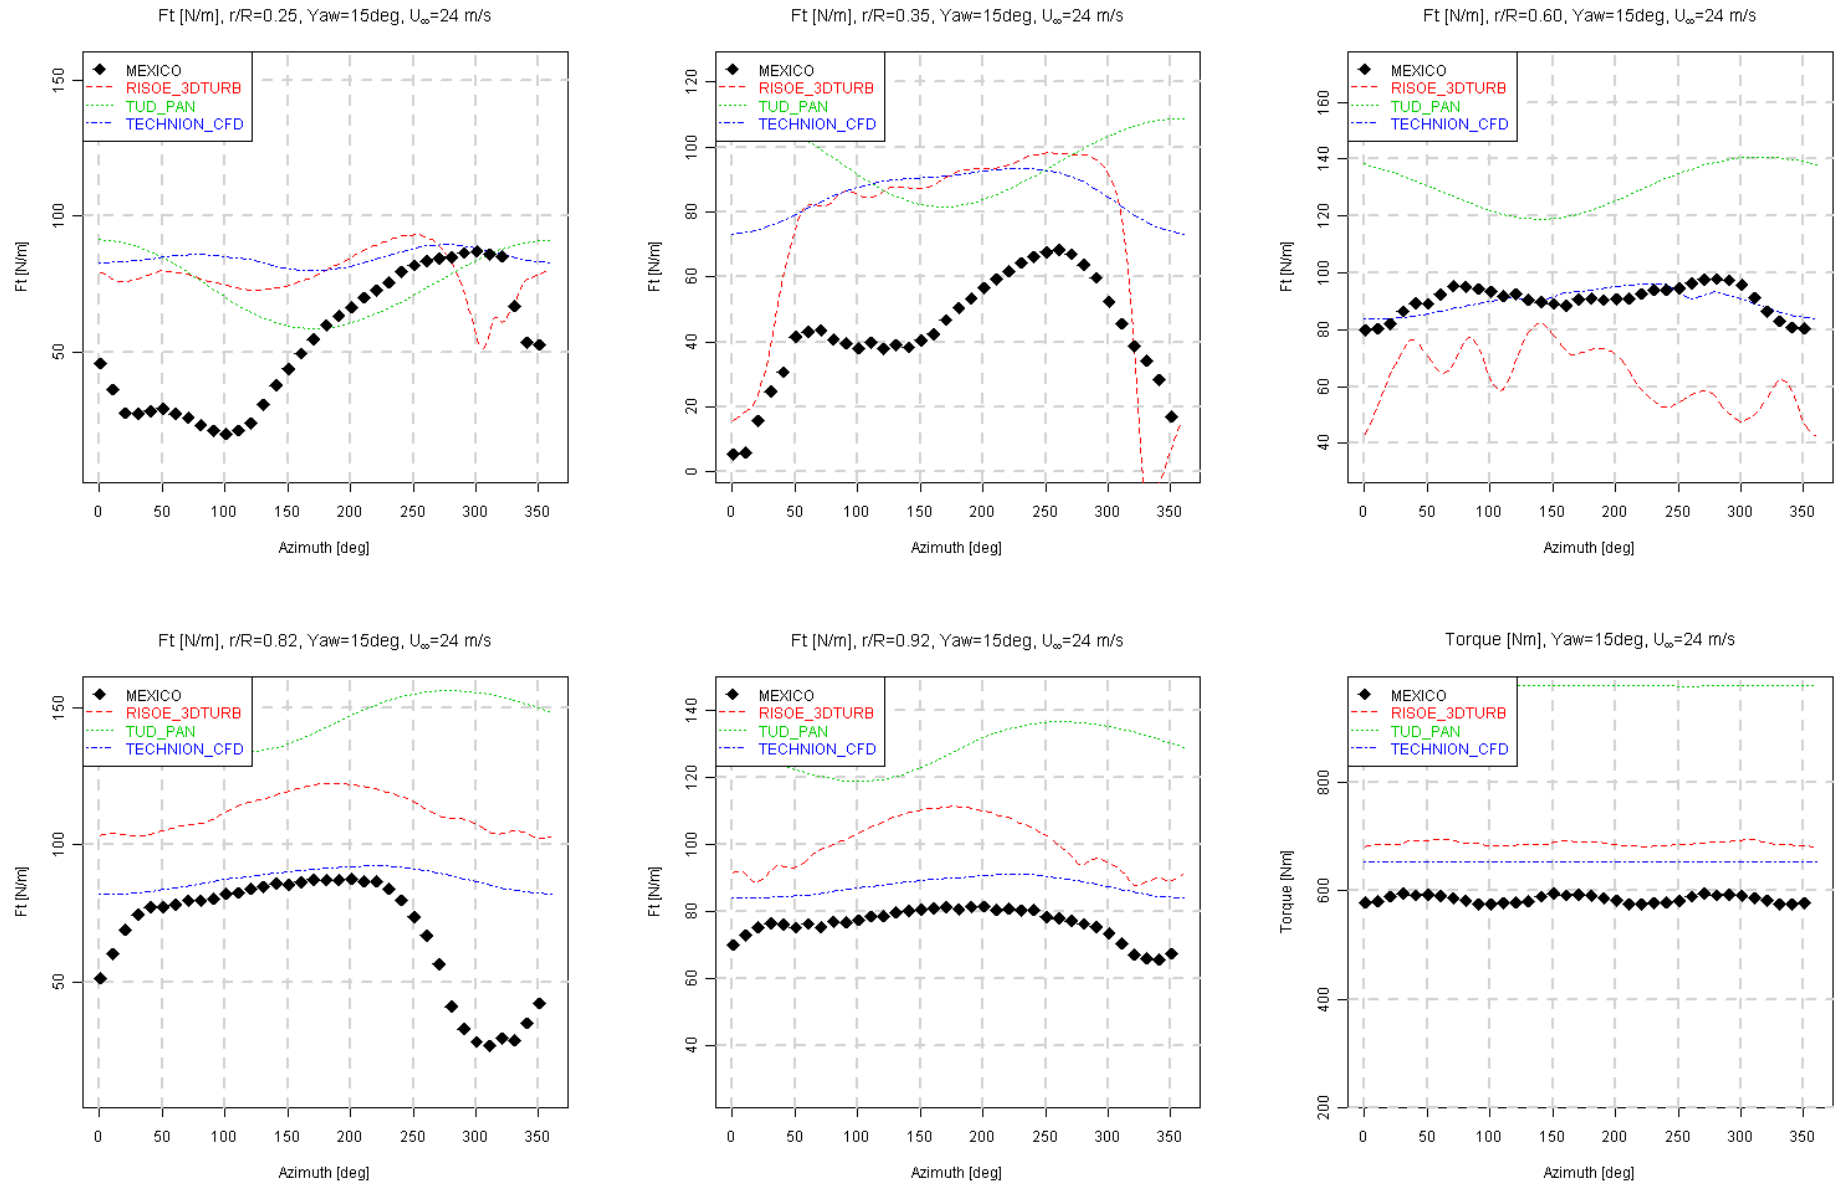 Ft [N/m], r/R=0.25, Yaw=15deg, U∞=24 m/s
MEXICO
RISOE_3DTURB
TUD_PAN
TECHNION_CFD
Ft [N/m]
150
100
50
0 50 100 150 200 250 300 350
Azimuth [deg]
Ft [N/m], r/R=0.35, Yaw=15deg, U∞=24 m/s
MEXICO
RISOE_3DTURB
TUD_PAN
TECHNION_CFD
Ft [N/m]
120
100
80
60
40
20
0
0 50 100 150 200 250 300 350
Azimuth [deg]
Ft [N/m], r/R=0.60, Yaw=15deg, U∞=24 m/s
MEXICO
RISOE_3DTURB
TUD_PAN
TECHNION_CFD
Ft [N/m]
160
140
120
100
80
60
40
0 50 100 150 200 250 300 350
Azimuth [deg]
Ft [N/m], r/R=0.82, Yaw=15deg, U∞=24 m/s
MEXICO
RISOE_3DTURB
TUD_PAN
TECHNION_CFD
Ft [N/m]
150
100
50
0 50 100 150 200 250 300 350
Azimuth [deg]
Ft [N/m], r/R=0.92, Yaw=15deg, U∞=24 m/s
MEXICO
RISOE_3DTURB
TUD_PAN
TECHNION_CFD
Ft [N/m]
140
120
100
80
60
40
0 50 100 150 200 250 300 350
Azimuth [deg]
Torque [Nm], Yaw=15deg, U∞=24 m/s
MEXICO
RISOE_3DTURB
TUD_PAN
TECHNION_CFD
Torque [Nm]
800
600
400
200
0 50 100 150 200 250 300 350
Azimuth [deg]